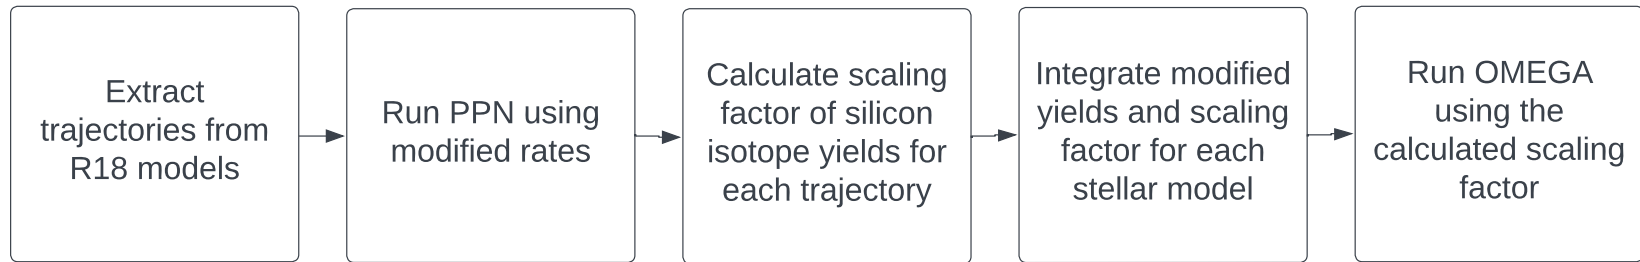 Extract
trajectories from
R18 models
Run PPN using
modified rates
Calculate scaling
factor of silicon
isotope yields for
each trajectory
Integrate modified
yields and scaling
factor for each
stellar model
Run OMEGA
using the
calculated scaling
factor